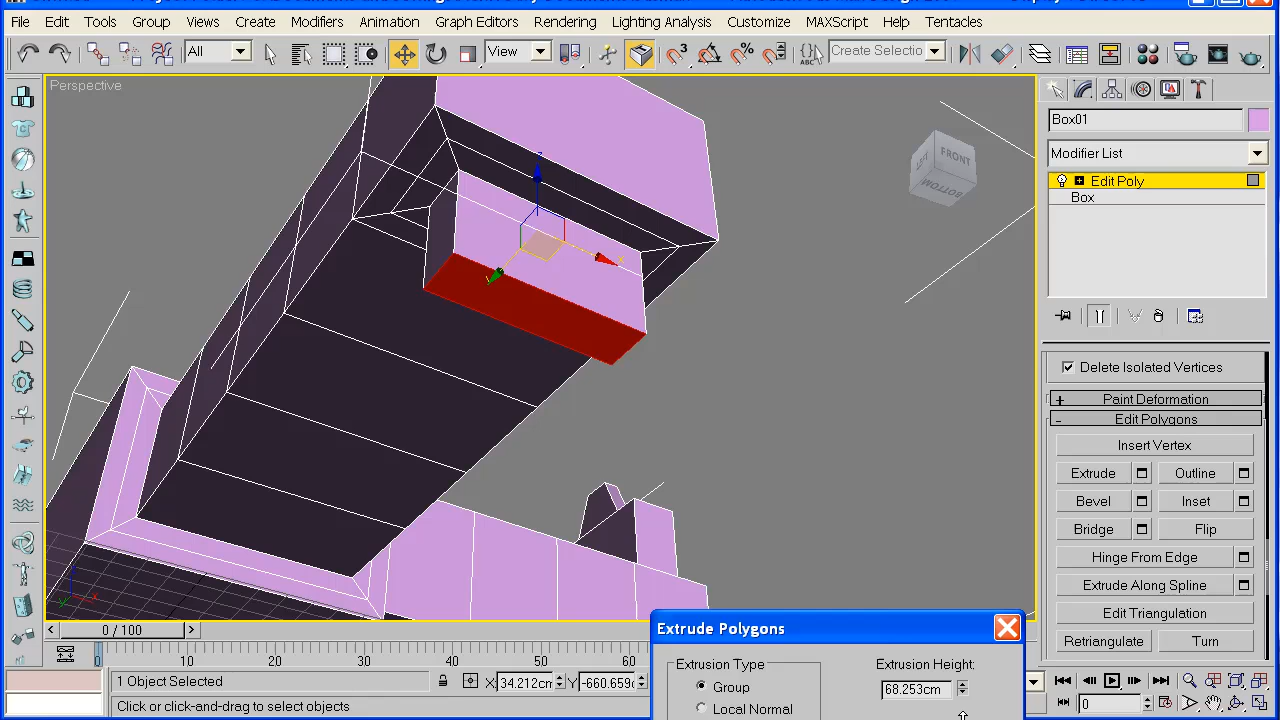 File Edit Tools Group Views Create Modifiers Animation Graph Editors Rendering Lighting Analysis Customize MAXScript Help Tentacles
All View Create Selectio
Perspective
FRONT
BOTTOM
Box01
Modifier List
Edit Poly
Box
Delete Isolated Vertices
+ Paint Deformation
- Edit Polygons
Insert Vertex
Extrude Outline
Bevel Inset
Bridge Flip
Hinge From Edge
Extrude Along Spline
Edit Triangulation
Retriangulate Turn
0 / 100
10 20 30 40 50 60
1 Object Selected X: 34.212cm Y: -660.659c
Click or click-and-drag to select objects
0
Extrude Polygons
Extrusion Type
Group
Local Normal
Extrusion Height:
68.253cm